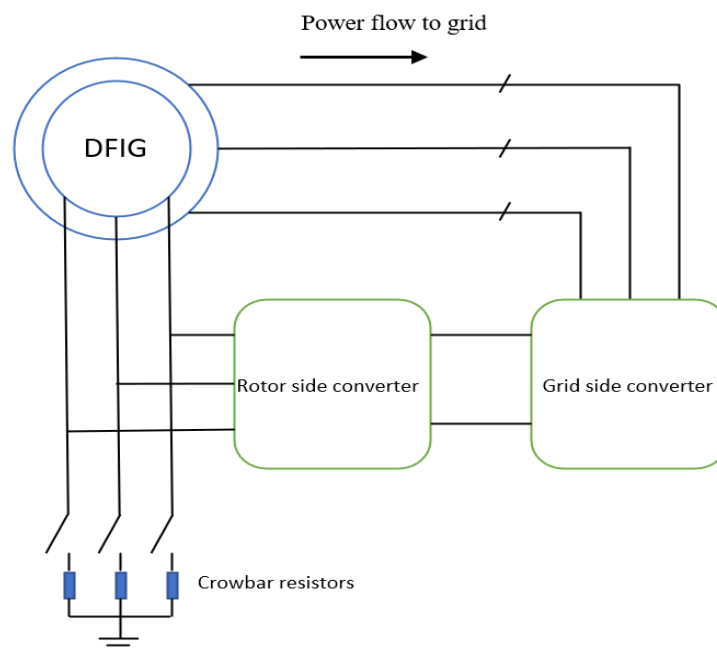 Power flow to grid
DFIG
Rotor side converter
Grid side converter
Crowbar resistors